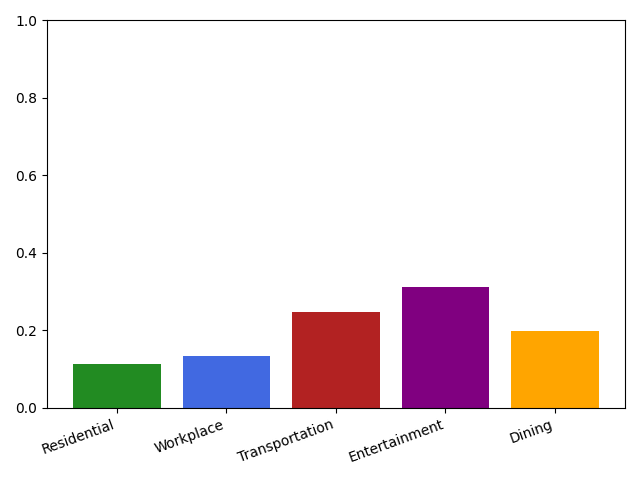 1.0
0.8
0.6
0.4
0.2
0.0
Residential
Workplace
Transportation
Entertainment
Dining